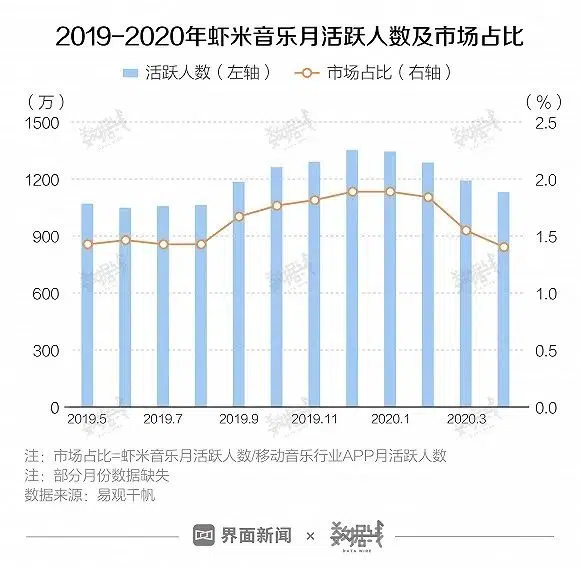 2019-2020年虾米音乐月活跃人数及市场占比
活跃人数（左轴） 市场占比（右轴）
（万） （%）
1500 2.5
1200 2.0
900 1.5
600 1.0
300 0.5
0 0.0
2019.5 2019.7 2019.9 2019.11 2020.1 2020.3
注：市场占比=虾米音乐月活跃人数/移动音乐行业APP月活跃人数
注：部分月份数据缺失
数据来源：易观千帆
界面新闻 × 数据线
DATA WIRE